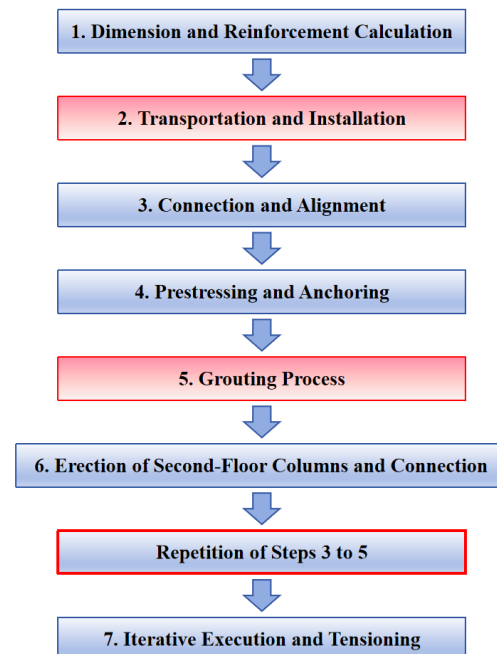 1. Dimension and Reinforcement Calculation
2. Transportation and Installation
3. Connection and Alignment
4. Prestressing and Anchoring
5. Grouting Process
6. Erection of Second-Floor Columns and Connection
Repetition of Steps 3 to 5
7. Iterative Execution and Tensioning